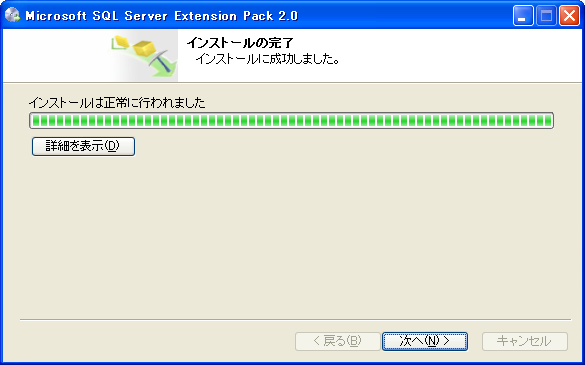 Microsoft SQL Server Extension Pack 2.0
インストールの完了
インストールに成功しました。
インストールは正常に行われました
詳細を表示(D)
< 戻る(B)
次へ(N) >
キャンセル